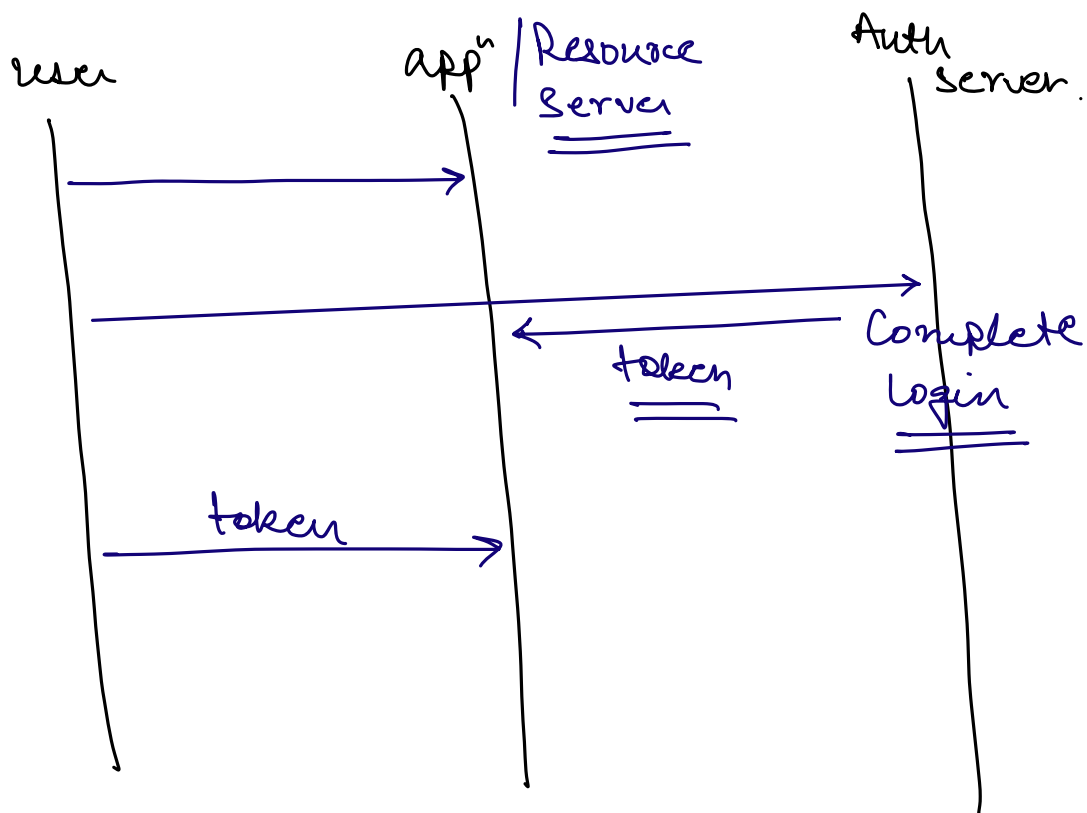 user
appⁿ / Resource
Server
Auth
Server.
token
Complete
Login
token